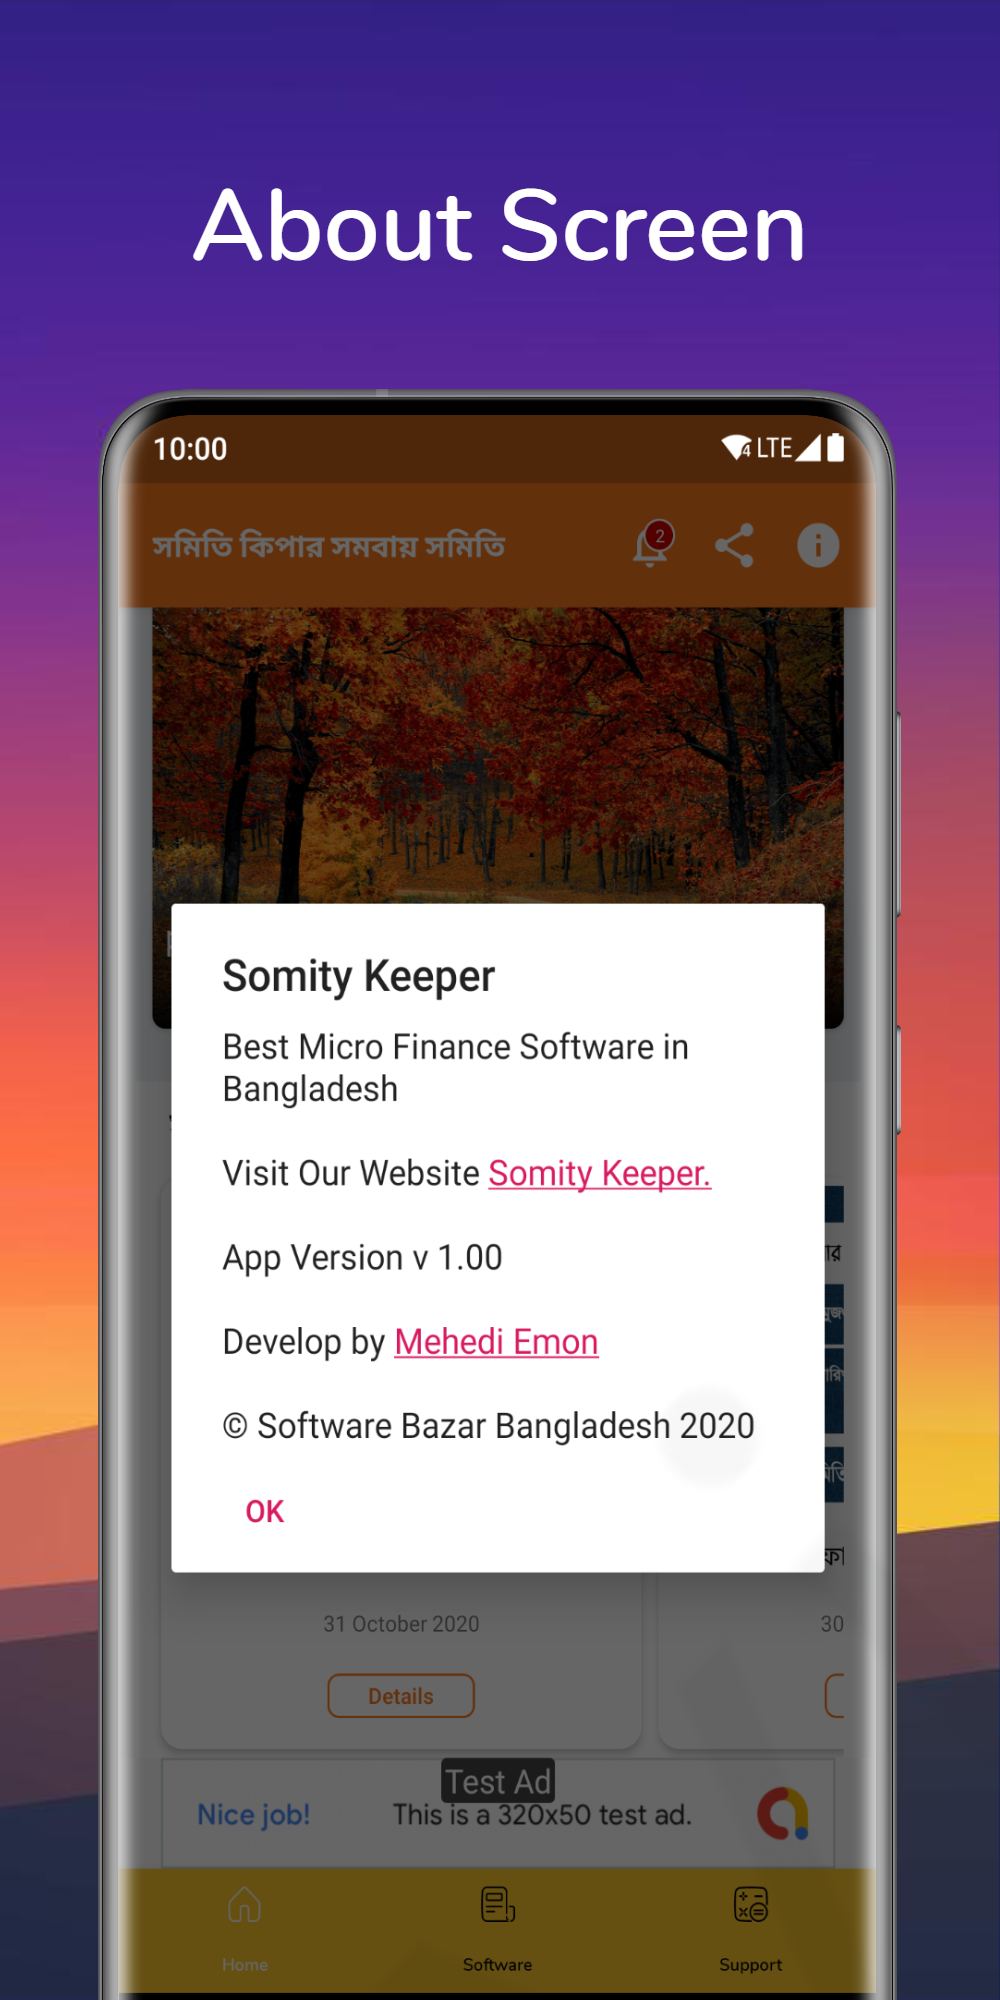 About Screen
10:00
4 LTE
সমিতি কিপার সমবায় সমিতি
2
Somity Keeper
Best Micro Finance Software in
Bangladesh
Visit Our Website Somity Keeper.
App Version v 1.00
Develop by Mehedi Emon
© Software Bazar Bangladesh 2020
OK
31 October 2020
30
Details
Test Ad
Nice job!
This is a 320x50 test ad.
Home
Software
Support